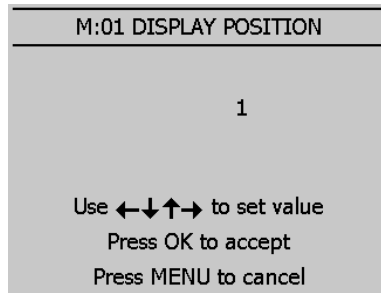 M:01 DISPLAY POSITION
1
Use ←↓↑→ to set value
Press OK to accept
Press MENU to cancel